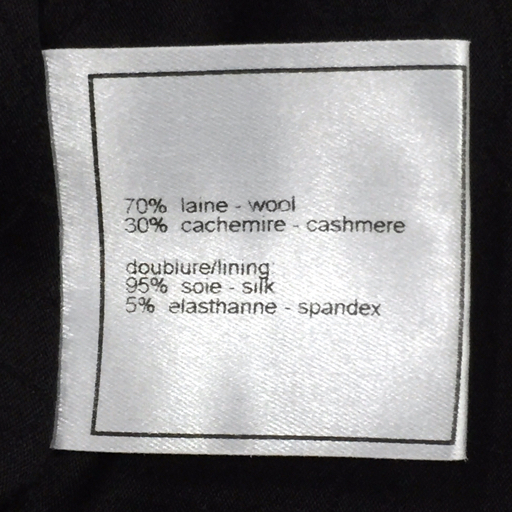 70% laine - wool
30% cachemire - cashmere
doublure/lining
95% soie - silk
5% elasthanne - spandex